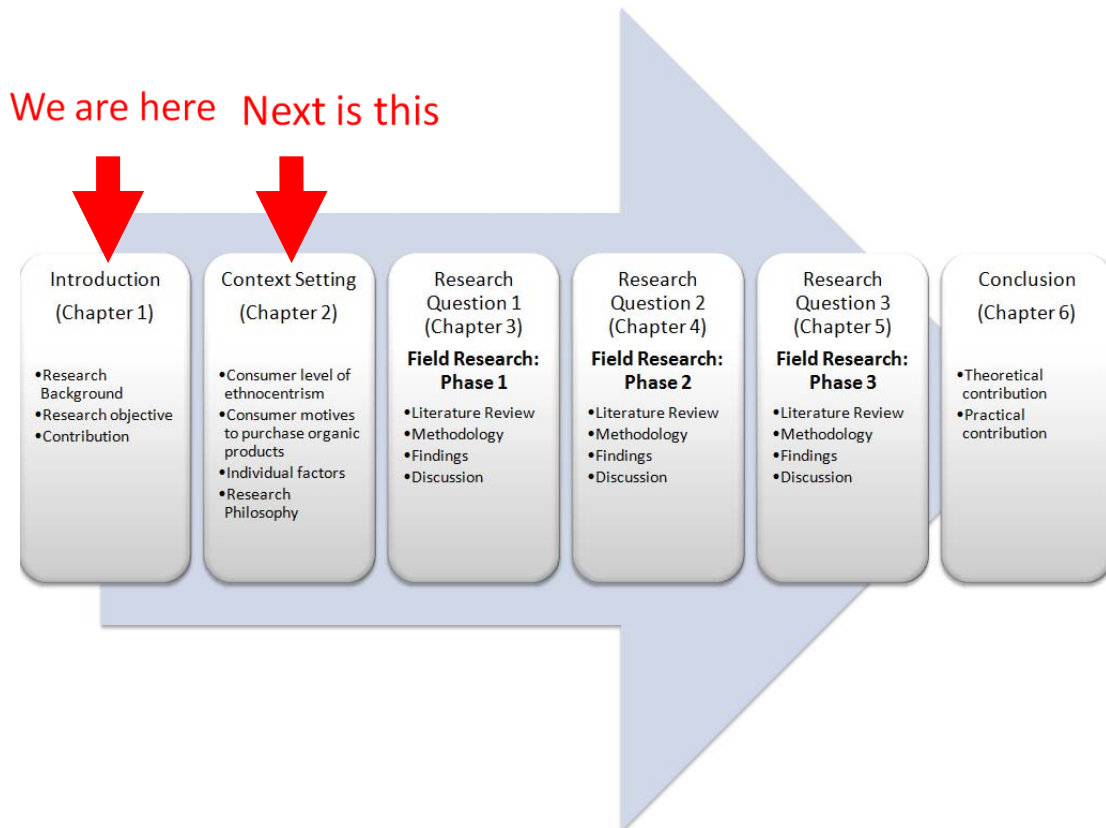 We are here
Next is this
Introduction
(Chapter 1)
•Research
Background
•Research objective
•Contribution
Context Setting
(Chapter 2)
•Consumer level of
ethnocentrism
•Consumer motives
to purchase organic
products
•Individual factors
•Research
Philosophy
Research
Question 1
(Chapter 3)
Field Research:
Phase 1
•Literature Review
•Methodology
•Findings
•Discussion
Research
Question 2
(Chapter 4)
Field Research:
Phase 2
•Literature Review
•Methodology
•Findings
•Discussion
Research
Question 3
(Chapter 5)
Field Research:
Phase 3
•Literature Review
•Methodology
•Findings
•Discussion
Conclusion
(Chapter 6)
•Theoretical
contribution
•Practical
contribution